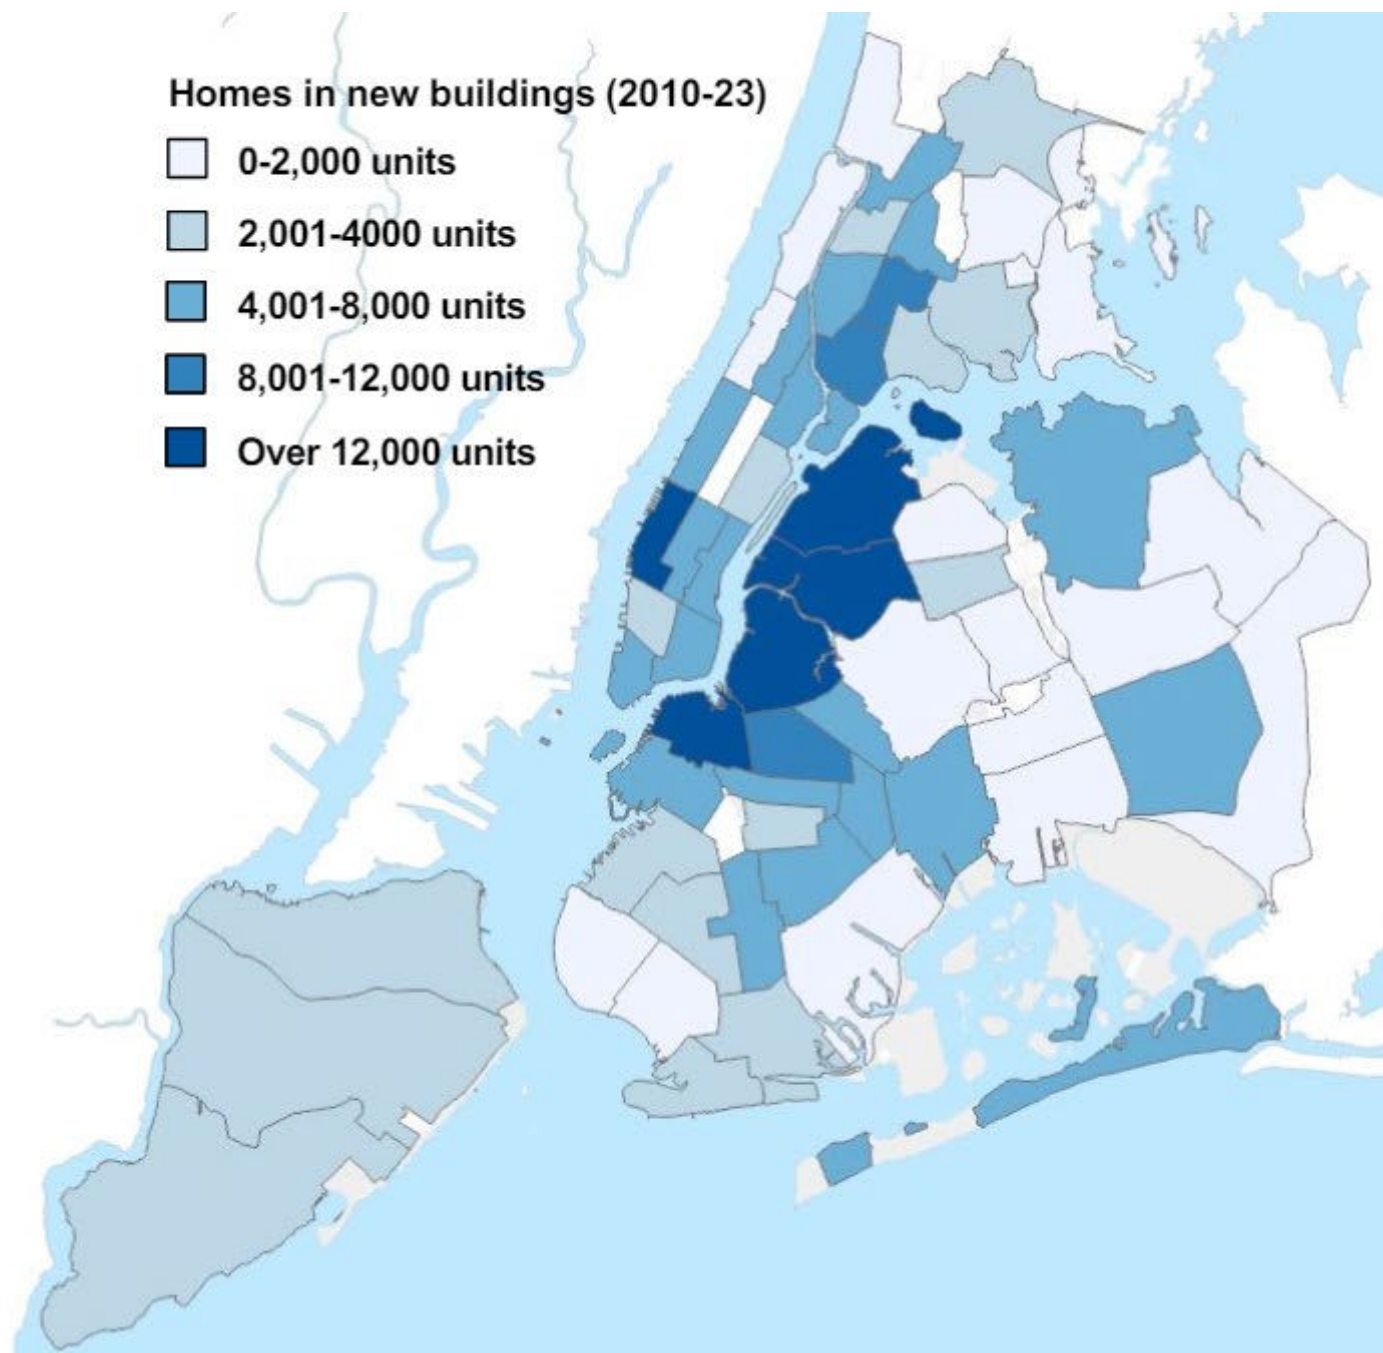 Homes in new buildings (2010-23)
0-2,000 units
2,001-4000 units
4,001-8,000 units
8,001-12,000 units
Over 12,000 units